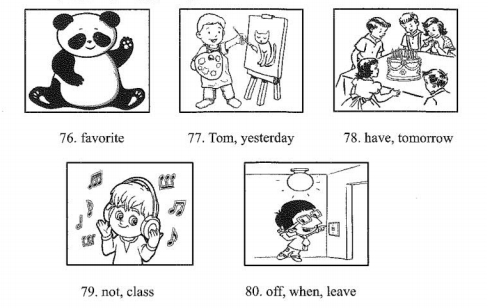 76. favorite
77. Tom, yesterday
78. have, tomorrow
79. not, class
80. off, when, leave